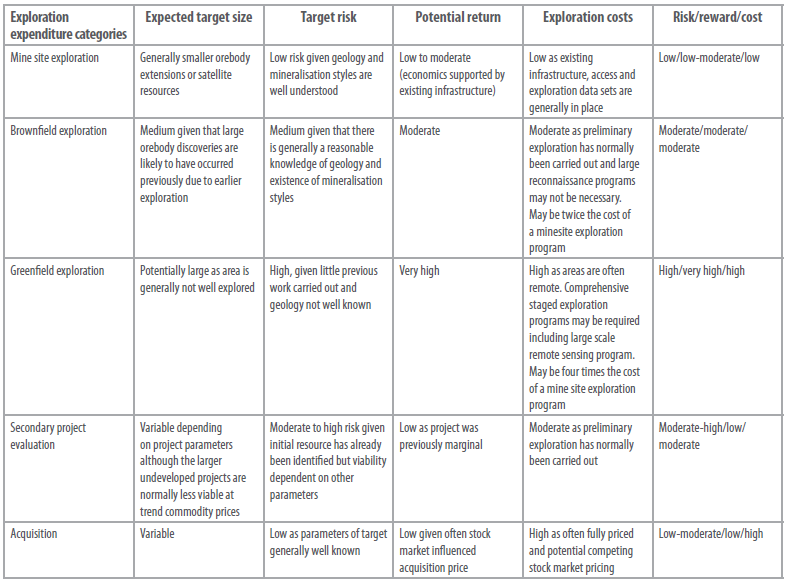 Exploration
expenditure categories
Expected target size
Target risk
Potential return
Exploration costs
Risk/reward/cost
Mine site exploration
Generally smaller orebody
extensions or satellite
resources
Low risk given geology and
mineralisation styles are
well understood
Low to moderate
(economics supported by
existing infrastructure)
Low as existing
infrastructure, access and
exploration data sets are
generally in place
Low/low-moderate/low
Brownfield exploration
Medium given that large
orebody discoveries are
likely to have occurred
previously due to earlier
exploration
Medium given that there
is generally a reasonable
knowledge of geology and
existence of mineralisation
styles
Moderate
Moderate as preliminary
exploration has normally
been carried out and large
reconnaissance programs
may not be necessary.
May be twice the cost of
a minesite exploration
program
Moderate/moderate/
moderate
Greenfield exploration
Potentially large as area is
generally not well explored
High, given little previous
work carried out and
geology not well known
Very high
High as areas are often
remote. Comprehensive
staged exploration
programs may be required
including large scale
remote sensing program.
May be four times the cost
of a mine site exploration
program
High/very high/high
Secondary project
evaluation
Variable depending
on project parameters
although the larger
undeveloped projects are
normally less viable at
trend commodity prices
Moderate to high risk given
initial resource has already
been identified but viability
dependent on other
parameters
Low as project was
previously marginal
Moderate as preliminary
exploration has normally
been carried out
Moderate-high/low/
moderate
Acquisition
Variable
Low as parameters of target
generally well known
Low given often stock
market influenced
acquisition price
High as often fully priced
and potential competing
stock market pricing
Low-moderate/low/high